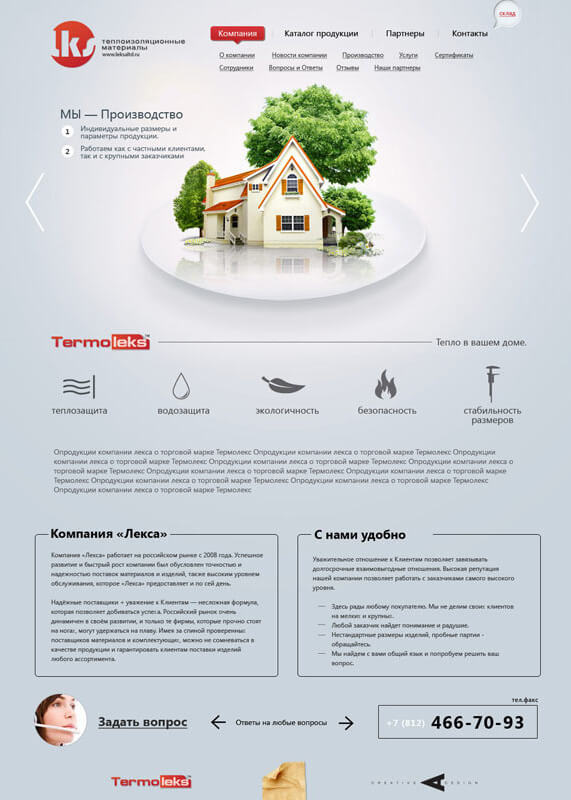 lks
теплоизоляционные
материалы
www.leksaltd.ru
склад
Компания Каталог продукции Партнеры Контакты
О компании Новости компании Производство Услуги Сертификаты
Сотрудники Вопросы и Ответы Отзывы Наши партнеры
МЫ — Производство
1 Индивидуальные размеры и
параметры продукции.
2 Работаем как с частными клиентами,
так и с крупными заказчиками
Termoleks™ Тепло в вашем доме.
теплозащита водозащита экологичность безопасность стабильность
размеров
Опродукции компании лекса о торговой марке Термолекс Опродукции компании лекса о торговой марке Термолекс Опродукции
компании лекса о торговой марке Термолекс Опродукции компании лекса о торговой марке Термолекс Опродукции компании лекса о
торговой марке Термолекс Опродукции компании лекса о торговой марке Термолекс Опродукции компании лекса о торговой марке
Термолекс Опродукции компании лекса о торговой марке Термолекс Опродукции компании лекса о торговой марке Термолекс
Опродукции компании лекса о торговой марке Термолекс
Компания «Лекса»
Компания «Лекса» работает на российском рынке с 2008 года. Успешное
развитие и быстрый рост компании был обусловлен точностью и
надежностью поставок материалов и изделий, также высоким уровнем
обслуживания, которое «Лекса» предоставляет и по сей день.
Надёжные поставщики + уважение к Клиентам — несложная формула,
которая позволяет добиваться успеха. Российский рынок очень
динамичен в своём развитии, и только те фирмы, которые прочно стоят
на ногах, могут удержаться на плаву. Имея за спиной проверенных
поставщиков материалов и комплектующих, можно не сомневаться в
качестве продукции и гарантировать клиентам поставки изделий
любого ассортимента.
С нами удобно
Уважительное отношение к Клиентам позволяет завязывать
долгосрочные взаимовыгодные отношения. Высокая репутация
нашей компании позволяет работать с заказчиками самого высокого
уровня.
— Здесь рады любому покупателю. Мы не делим своих клиентов
на мелких и крупных.
— Любой заказчик найдет понимание и радушие.
— Нестандартные размеры изделий, пробные партии -
обращайтесь.
— Мы найдем с вами общий язык и попробуем решить ваш
вопрос.
Задать вопрос Ответы на любые вопросы
тел.факс
+7 (812) 466-70-93
Termoleks CREATIVE DESIGN